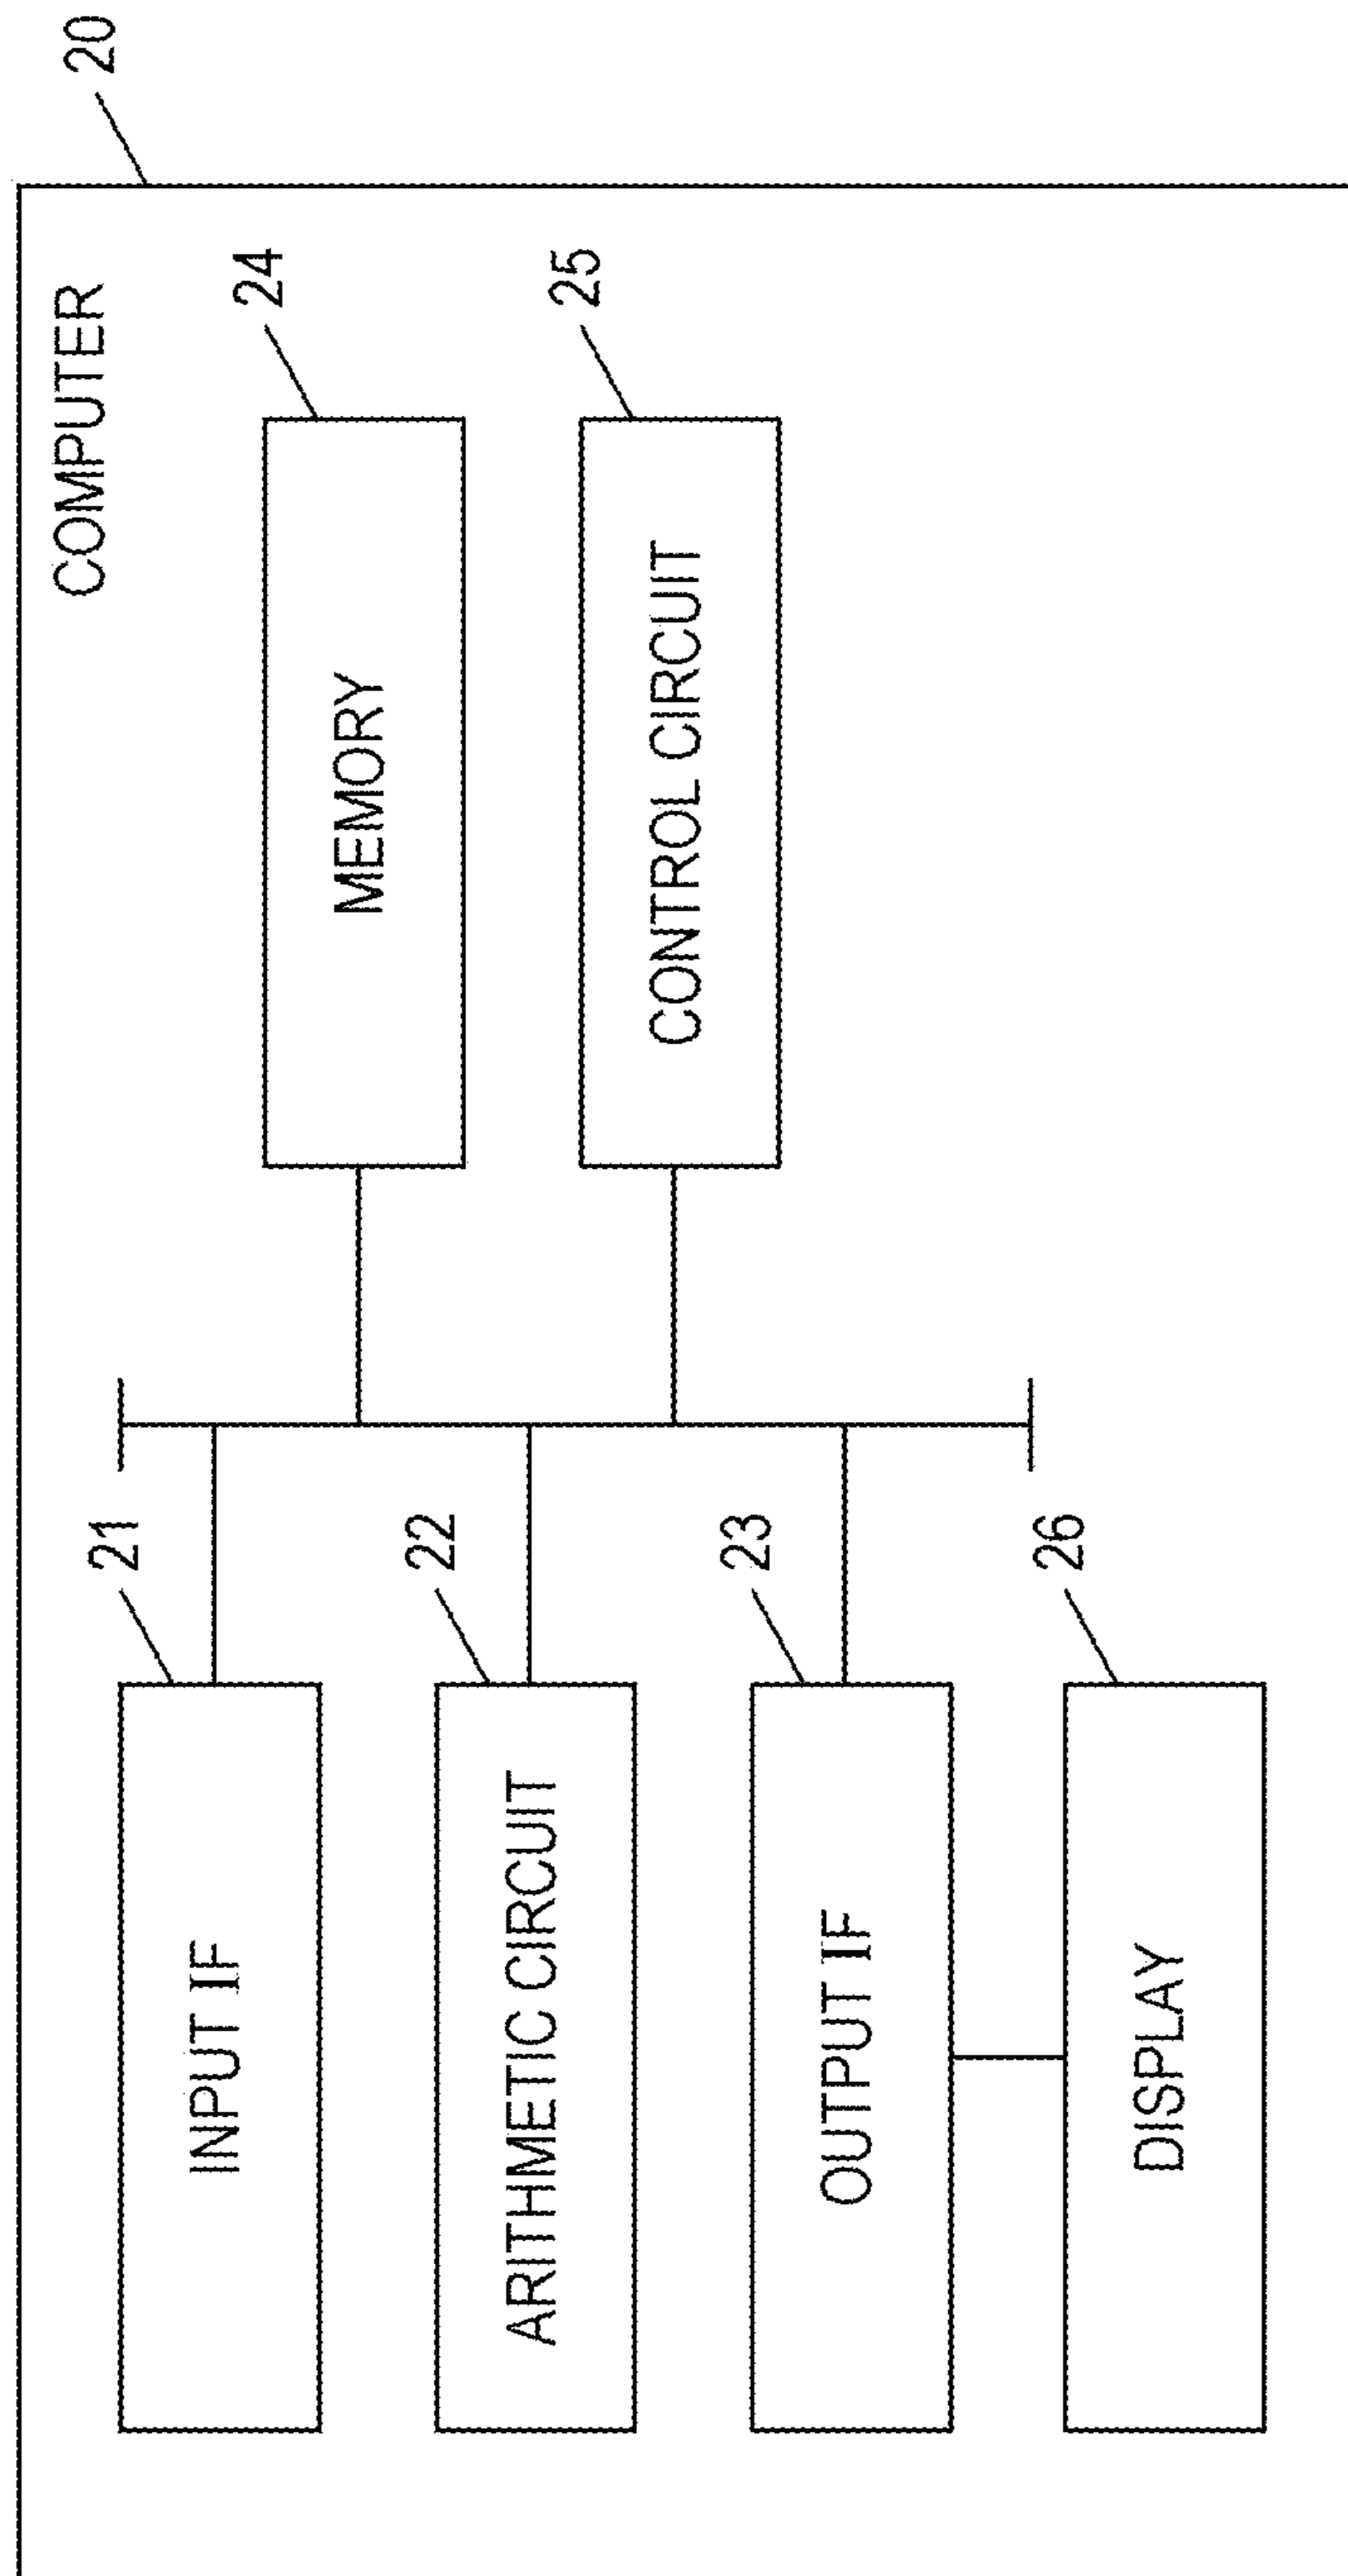 20
COMPUTER
21
INPUT IF
24
MEMORY
22
ARITHMETIC CIRCUIT
25
CONTROL CIRCUIT
23
OUTPUT IF
26
DISPLAY